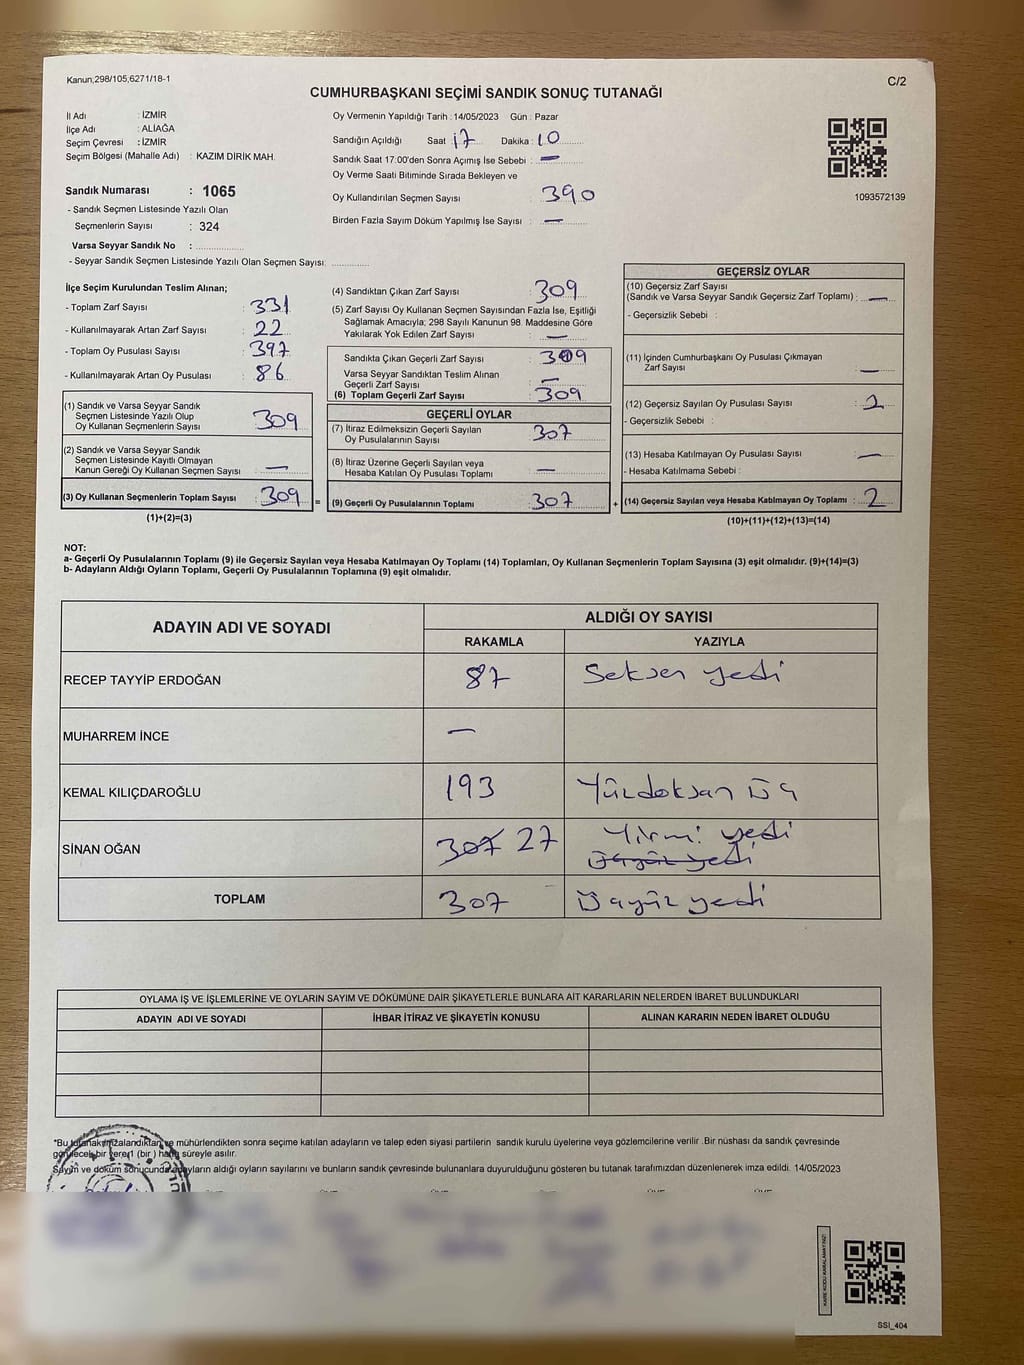 Kanun;298/105,6271/18-1
C/2
CUMHURBAŞKANI SEÇİMİ SANDIK SONUÇ TUTANAĞI
İl Adı : İZMİR
İlçe Adı : ALİAĞA
Seçim Çevresi : İZMİR
Seçim Bölgesi (Mahalle Adı) : KAZIM DİRİK MAH.
Sandık Numarası : 1065
- Sandık Seçmen Listesinde Yazılı Olan
Seçmenlerin Sayısı : 324
Varsa Seyyar Sandık No :
- Seyyar Sandık Seçmen Listesinde Yazılı Olan Seçmen Sayısı:
Oy Vermenin Yapıldığı Tarih : 14/05/2023 Gün : Pazar
Sandığın Açıldığı Saat : 17 Dakika : 10
Sandık Saat 17:00'den Sonra Açımış İse Sebebi : —
Oy Verme Saati Bitiminde Sırada Bekleyen ve
Oy Kullandırılan Seçmen Sayısı : 390
Birden Fazla Sayım Döküm Yapılmış İse Sayısı : —
1093572139
İlçe Seçim Kurulundan Teslim Alınan;
- Toplam Zarf Sayısı : 331
- Kullanılmayarak Artan Zarf Sayısı : 22
- Toplam Oy Pusulası Sayısı : 397
- Kullanılmayarak Artan Oy Pusulası : 86
(1) Sandık ve Varsa Seyyar Sandık
Seçmen Listesinde Yazılı Olup
Oy Kullanan Seçmenlerin Sayısı : 309
(2) Sandık ve Varsa Seyyar Sandık
Seçmen Listesinde Kayıtlı Olmayan
Kanun Gereği Oy Kullanan Seçmen Sayısı : —
(3) Oy Kullanan Seçmenlerin Toplam Sayısı : 309 =
(1)+(2)=(3)
(4) Sandıktan Çıkan Zarf Sayısı : 309
(5) Zarf Sayısı Oy Kullanan Seçmen Sayısından Fazla İse, Eşitliği
Sağlamak Amacıyla; 298 Sayılı Kanunun 98. Maddesine Göre
Yakılarak Yok Edilen Zarf Sayısı : —
Sandıkta Çıkan Geçerli Zarf Sayısı : 309
Varsa Seyyar Sandıktan Teslim Alınan
Geçerli Zarf Sayısı : —
(6) Toplam Geçerli Zarf Sayısı : 309
GEÇERLİ OYLAR
(7) İtiraz Edilmeksizin Geçerli Sayılan
Oy Pusulalarının Sayısı : 307
(8) İtiraz Üzerine Geçerli Sayılan veya
Hesaba Katılan Oy Pusulası Toplamı : —
(9) Geçerli Oy Pusulalarının Toplamı : 307 +
GEÇERSİZ OYLAR
(10) Geçersiz Zarf Sayısı
(Sandık ve Varsa Seyyar Sandık Geçersiz Zarf Toplamı) : —
- Geçersizlik Sebebi :
(11) İçinden Cumhurbaşkanı Oy Pusulası Çıkmayan
Zarf Sayısı : —
(12) Geçersiz Sayılan Oy Pusulası Sayısı : 2
- Geçersizlik Sebebi :
(13) Hesaba Katılmayan Oy Pusulası Sayısı : —
- Hesaba Katılmama Sebebi :
(14) Geçersiz Sayılan veya Hesaba Katılmayan Oy Toplamı : 2
(10)+(11)+(12)+(13)=(14)
NOT:
a- Geçerli Oy Pusulalarının Toplamı (9) ile Geçersiz Sayılan veya Hesaba Katılmayan Oy Toplamı (14) Toplamları, Oy Kullanan Seçmenlerin Toplam Sayısına (3) eşit olmalıdır. (9)+(14)=(3)
b- Adayların Aldığı Oyların Toplamı, Geçerli Oy Pusulalarının Toplamına (9) eşit olmalıdır.
ADAYIN ADI VE SOYADI
ALDIĞI OY SAYISI
RAKAMLA YAZIYLA
RECEP TAYYİP ERDOĞAN 87 Seksen yedi
MUHARREM İNCE —
KEMAL KILIÇDAROĞLU 193 Yüzdoksan üç
SİNAN OĞAN 307 27 Yirmi yedi
Üçyüz yedi
TOPLAM 307 Üçyüz yedi
OYLAMA İŞ VE İŞLEMLERİNE VE OYLARIN SAYIM VE DÖKÜMÜNE DAİR ŞİKAYETLERLE BUNLARA AİT KARARLARIN NELERDEN İBARET BULUNDUKLARI
ADAYIN ADI VE SOYADI İHBAR İTİRAZ VE ŞİKAYETİN KONUSU ALINAN KARARIN NEDEN İBARET OLDUĞU
*Bu tutanak imzalandıktan ve mühürlendikten sonra seçime katılan adayların ve talep eden siyasi partilerin sandık kurulu üyelerine veya gözlemcilerine verilir .Bir nüshası da sandık çevresinde
görülecek bir yere1 (bir ) hafta süreyle asılır.
Sayım ve döküm sonucunda adayların aldığı oyların sayılarını ve bunların sandık çevresinde bulunanlara duyurulduğunu gösteren bu tutanak tarafımızdan düzenlenerek imza edildi. 14/05/2023
KARE KODU KARALAMAYINIZ!
SSI_404